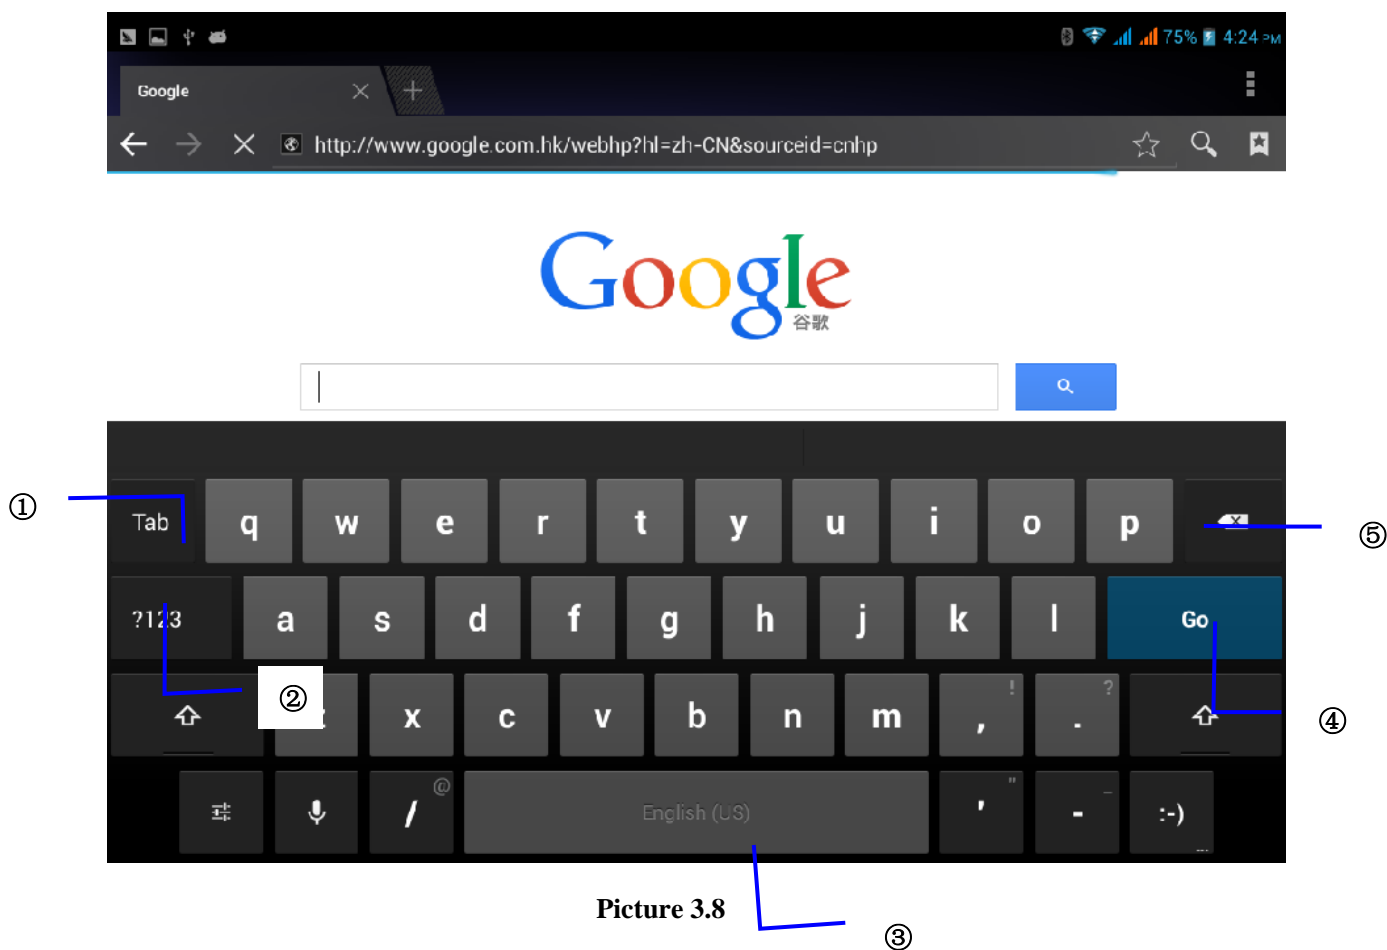 75% 4:24 PM
Google
http://www.google.com.hk/webhp?hl=zh-CN&sourceid=cnhp
Google
谷歌
① Tab q w e r t y u i o p ⑤
?123 a s d f g h j k l Go
② x c v b n m , ! . ? ④
/ @ English (US) ' " - _ :-) ...
Picture 3.8
③